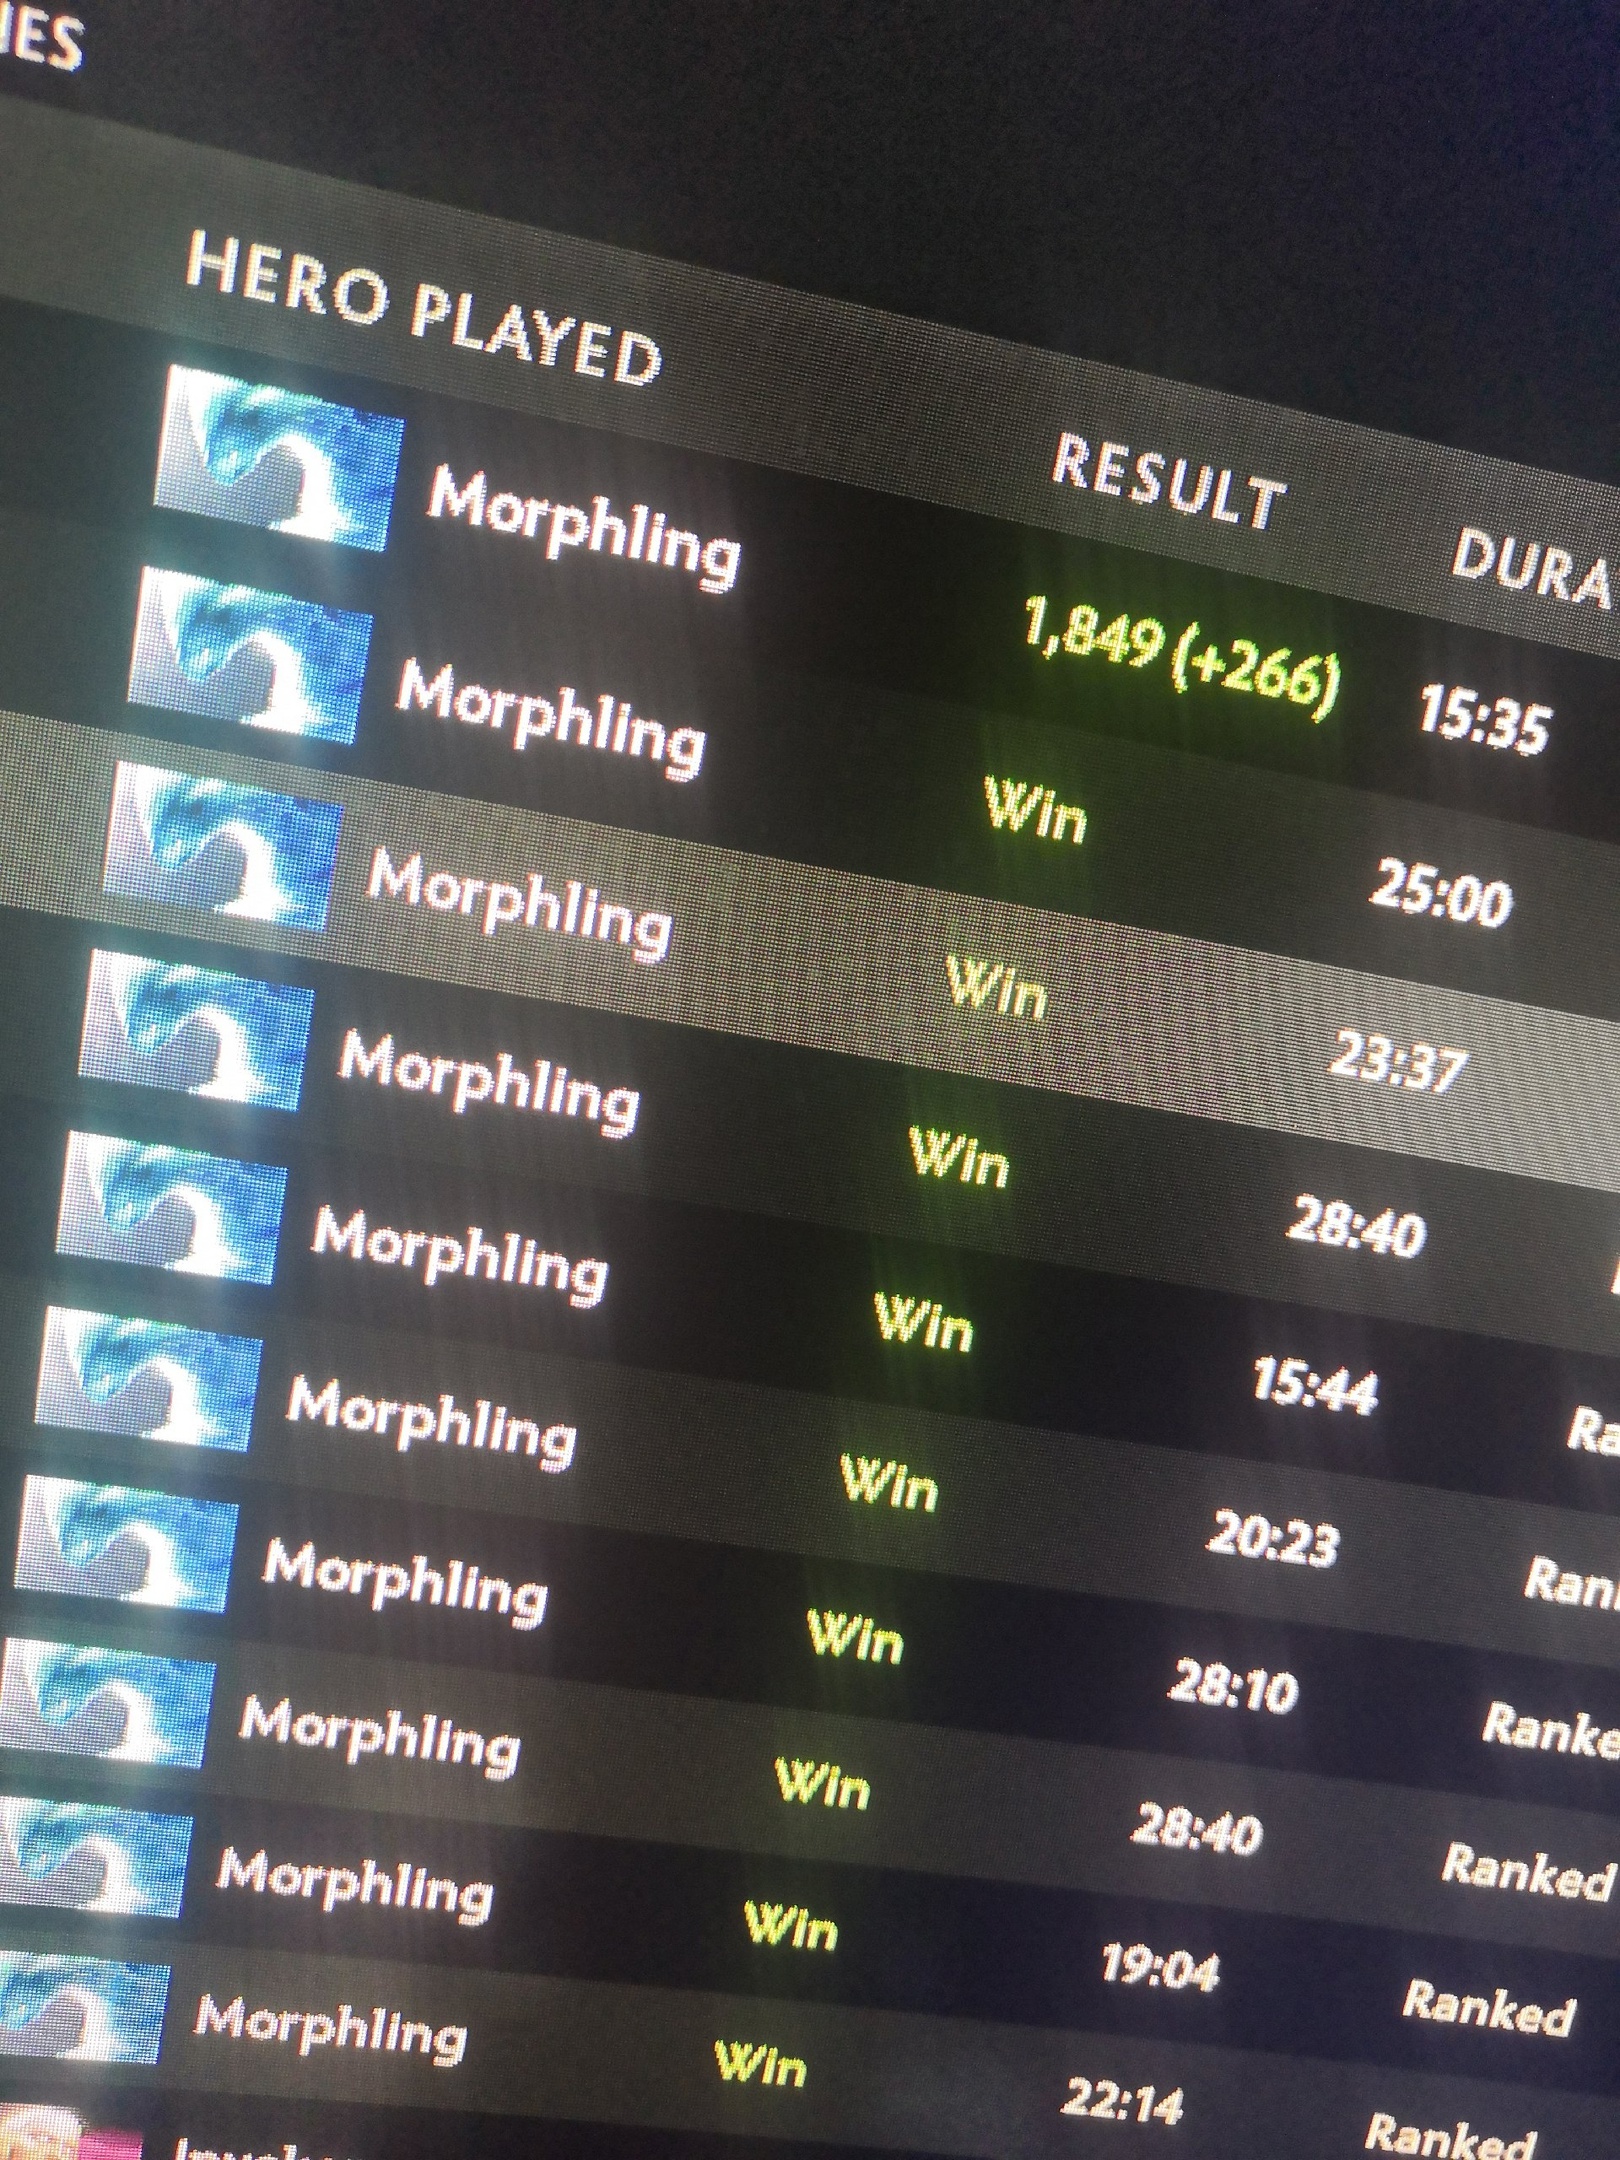 IES
HERO PLAYED RESULT DURA
Morphling 1,849 (+266) 15:35
Morphling Win 25:00
Morphling Win 23:37
Morphling Win 28:40
Morphling Win 15:44 Ra
Morphling Win 20:23 Ran
Morphling Win 28:10 Ranke
Morphling Win 28:40 Ranked
Morphling Win 19:04 Ranked
Morphling Win 22:14 Ranked